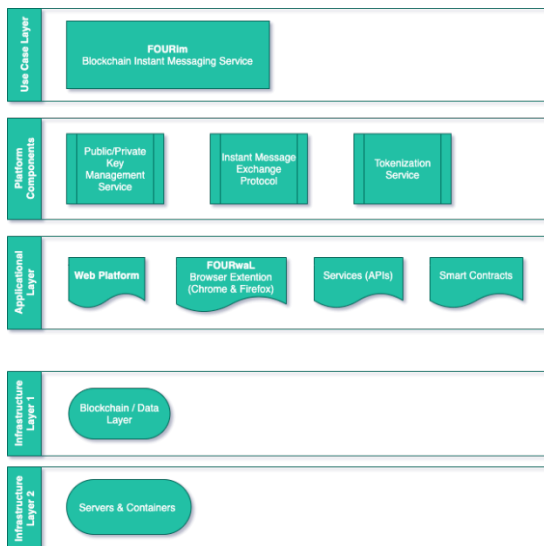 Use Case Layer
FOURim
Blockchain Instant Messaging Service
Platform
Components
Public/Private
Key
Management
Service
Instant Message
Exchange
Protocol
Tokenization
Service
Applicational
Layer
Web Platform
FOURwaL
Browser Extention
(Chrome & Firefox)
Services (APIs)
Smart Contracts
Infrastructure
Layer 1
Blockchain / Data
Layer
Infrastructure
Layer 2
Servers & Containers